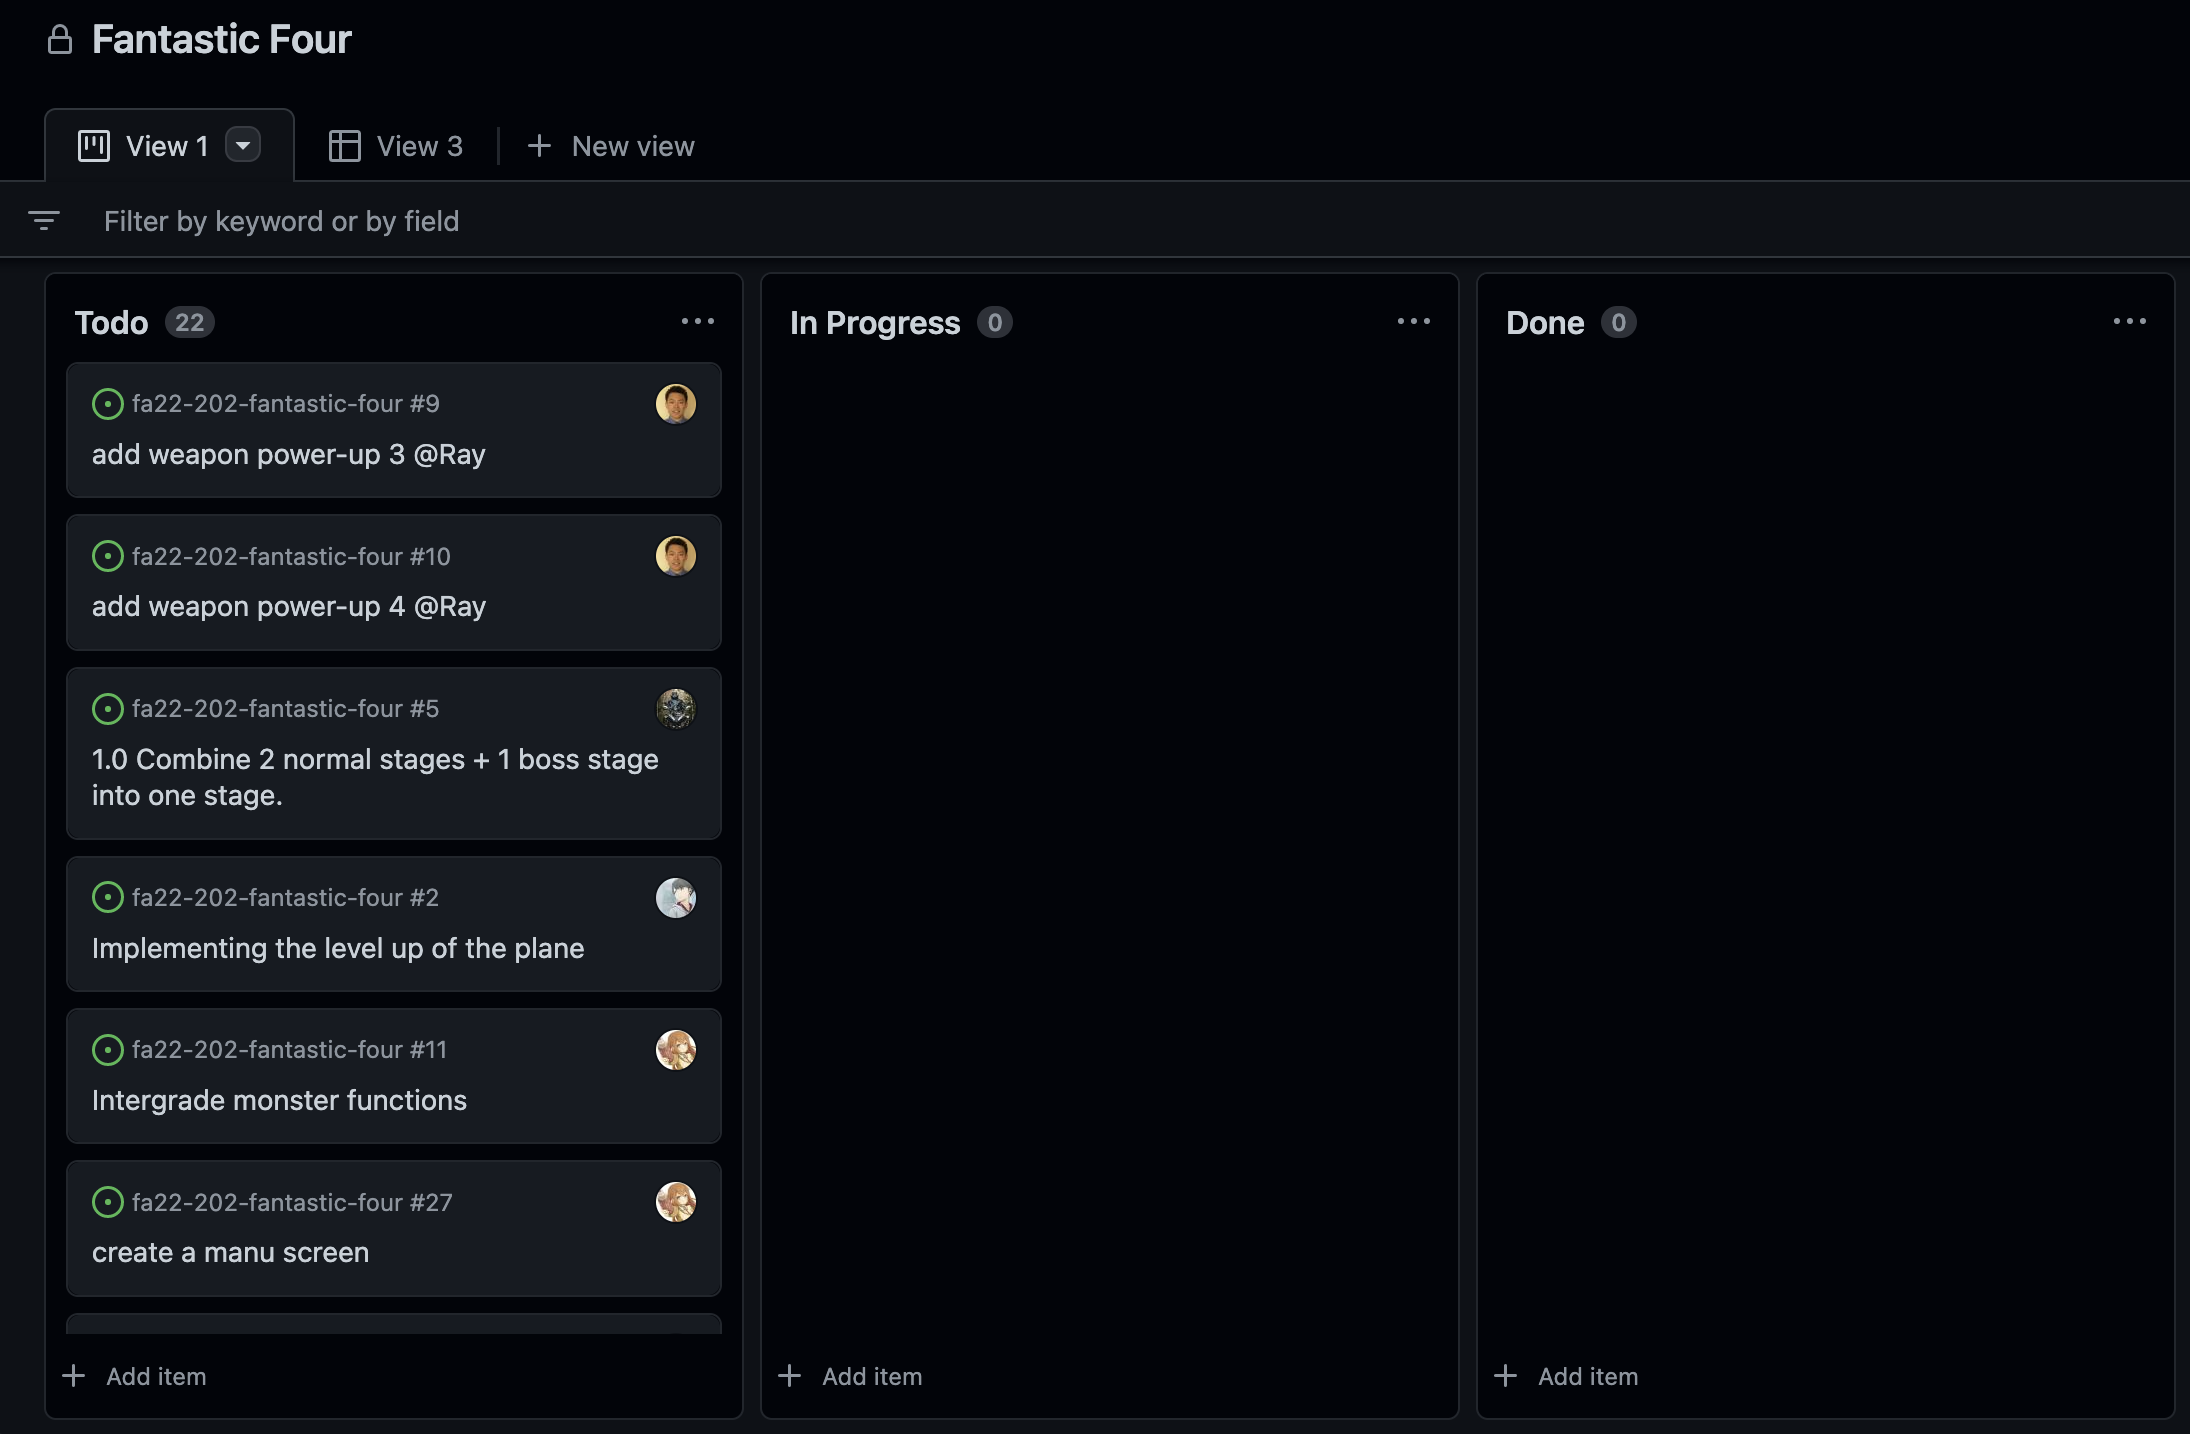 Fantastic Four
View 1
View 3
New view
Filter by keyword or by field
Todo 22
fa22-202-fantastic-four #9
add weapon power-up 3 @Ray
fa22-202-fantastic-four #10
add weapon power-up 4 @Ray
fa22-202-fantastic-four #5
1.0 Combine 2 normal stages + 1 boss stage
into one stage.
fa22-202-fantastic-four #2
Implementing the level up of the plane
fa22-202-fantastic-four #11
Intergrade monster functions
fa22-202-fantastic-four #27
create a manu screen
Add item
In Progress 0
Add item
Done 0
Add item